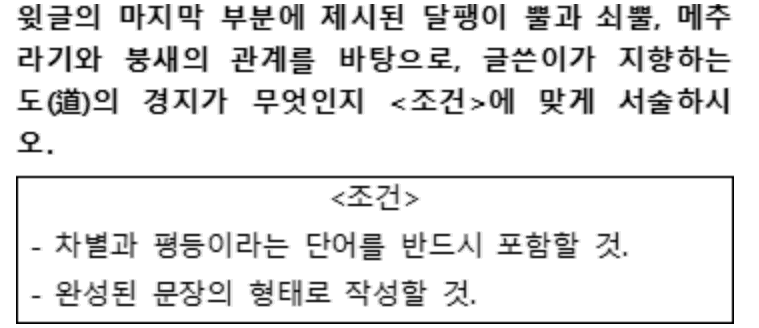 윗글의 마지막 부분에 제시된 달팽이 뿔과 쇠뿔, 메추
라기와 붕새의 관계를 바탕으로, 글쓴이가 지향하는
도(道)의 경지가 무엇인지 <조건>에 맞게 서술하시
오.
<조건>
- 차별과 평등이라는 단어를 반드시 포함할 것.
- 완성된 문장의 형태로 작성할 것.